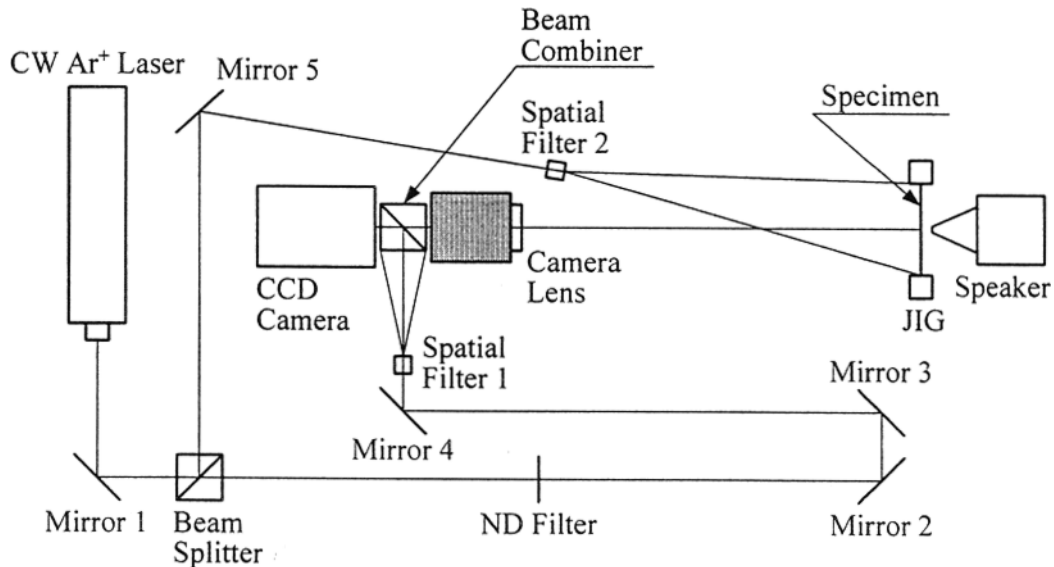 Beam
Combiner
CW Ar+ Laser
Mirror 5
Specimen
Spatial
Filter 2
CCD
Camera
Camera
Lens
Speaker
JIG
Spatial
Filter 1
Mirror 3
Mirror 4
Mirror 1
Beam
Splitter
ND Filter
Mirror 2